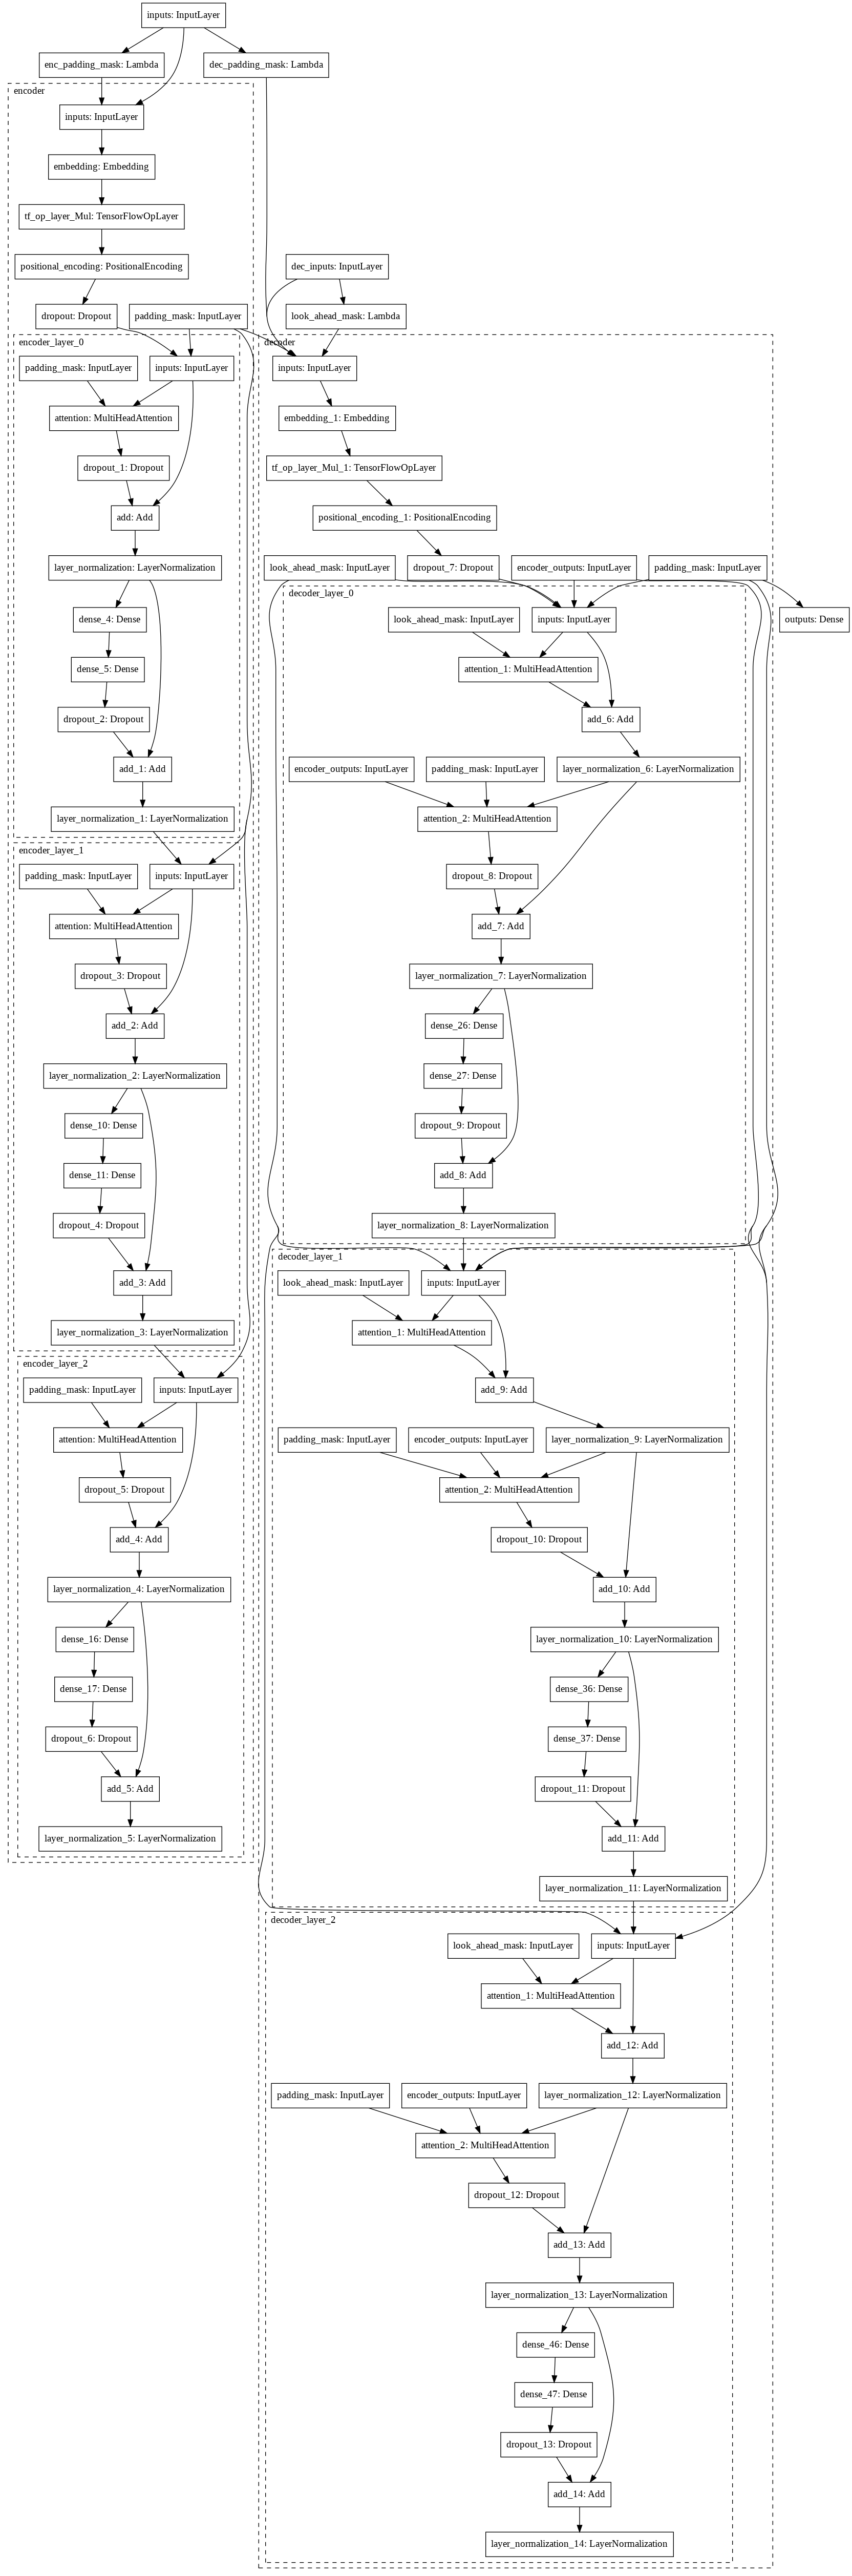 inputs: InputLayer
enc_padding_mask: Lambda
dec_padding_mask: Lambda
encoder
inputs: InputLayer
embedding: Embedding
tf_op_layer_Mul: TensorFlowOpLayer
positional_encoding: PositionalEncoding
dropout: Dropout
padding_mask: InputLayer
encoder_layer_0
padding_mask: InputLayer
inputs: InputLayer
attention: MultiHeadAttention
dropout_1: Dropout
add: Add
layer_normalization: LayerNormalization
dense_4: Dense
dense_5: Dense
dropout_2: Dropout
add_1: Add
layer_normalization_1: LayerNormalization
encoder_layer_1
padding_mask: InputLayer
inputs: InputLayer
attention: MultiHeadAttention
dropout_3: Dropout
add_2: Add
layer_normalization_2: LayerNormalization
dense_10: Dense
dense_11: Dense
dropout_4: Dropout
add_3: Add
layer_normalization_3: LayerNormalization
encoder_layer_2
padding_mask: InputLayer
inputs: InputLayer
attention: MultiHeadAttention
dropout_5: Dropout
add_4: Add
layer_normalization_4: LayerNormalization
dense_16: Dense
dense_17: Dense
dropout_6: Dropout
add_5: Add
layer_normalization_5: LayerNormalization
dec_inputs: InputLayer
look_ahead_mask: Lambda
decoder
inputs: InputLayer
embedding_1: Embedding
tf_op_layer_Mul_1: TensorFlowOpLayer
positional_encoding_1: PositionalEncoding
look_ahead_mask: InputLayer
dropout_7: Dropout
encoder_outputs: InputLayer
padding_mask: InputLayer
outputs: Dense
decoder_layer_0
look_ahead_mask: InputLayer
inputs: InputLayer
attention_1: MultiHeadAttention
add_6: Add
encoder_outputs: InputLayer
padding_mask: InputLayer
layer_normalization_6: LayerNormalization
attention_2: MultiHeadAttention
dropout_8: Dropout
add_7: Add
layer_normalization_7: LayerNormalization
dense_26: Dense
dense_27: Dense
dropout_9: Dropout
add_8: Add
layer_normalization_8: LayerNormalization
decoder_layer_1
look_ahead_mask: InputLayer
inputs: InputLayer
attention_1: MultiHeadAttention
add_9: Add
padding_mask: InputLayer
encoder_outputs: InputLayer
layer_normalization_9: LayerNormalization
attention_2: MultiHeadAttention
dropout_10: Dropout
add_10: Add
layer_normalization_10: LayerNormalization
dense_36: Dense
dense_37: Dense
dropout_11: Dropout
add_11: Add
layer_normalization_11: LayerNormalization
decoder_layer_2
look_ahead_mask: InputLayer
inputs: InputLayer
attention_1: MultiHeadAttention
add_12: Add
padding_mask: InputLayer
encoder_outputs: InputLayer
layer_normalization_12: LayerNormalization
attention_2: MultiHeadAttention
dropout_12: Dropout
add_13: Add
layer_normalization_13: LayerNormalization
dense_46: Dense
dense_47: Dense
dropout_13: Dropout
add_14: Add
layer_normalization_14: LayerNormalization